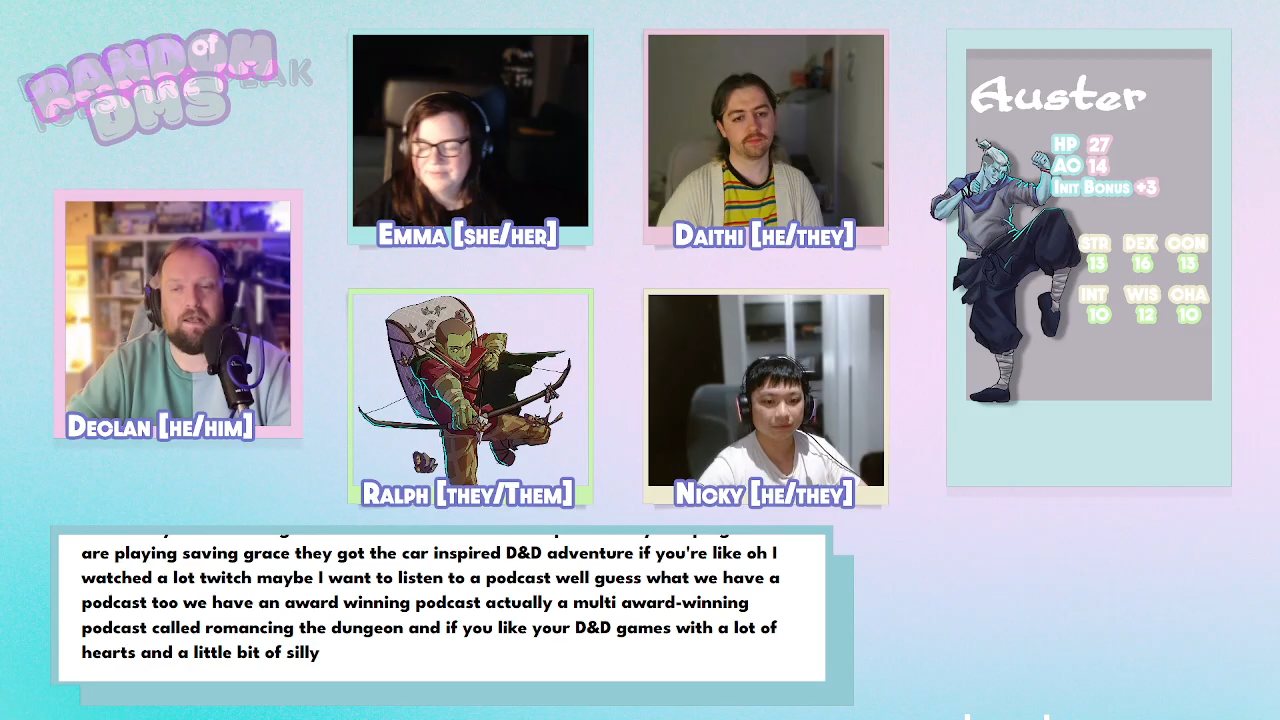 RANDOM
of
DMS
EMMA [SHE/HER]
DAITHI [HE/THEY]
DECLAN [HE/HIM]
RALPH [THEY/THEM]
NICKY [HE/THEY]
Auster
HP 27
AC 14
INIT BONUS +3
STR DEX CON
13 16 13
INT WIS CHA
10 12 10
are playing saving grace they got the car inspired D&D adventure if you're like oh I
watched a lot twitch maybe I want to listen to a podcast well guess what we have a
podcast too we have an award winning podcast actually a multi award-winning
podcast called romancing the dungeon and if you like your D&D games with a lot of
hearts and a little bit of silly